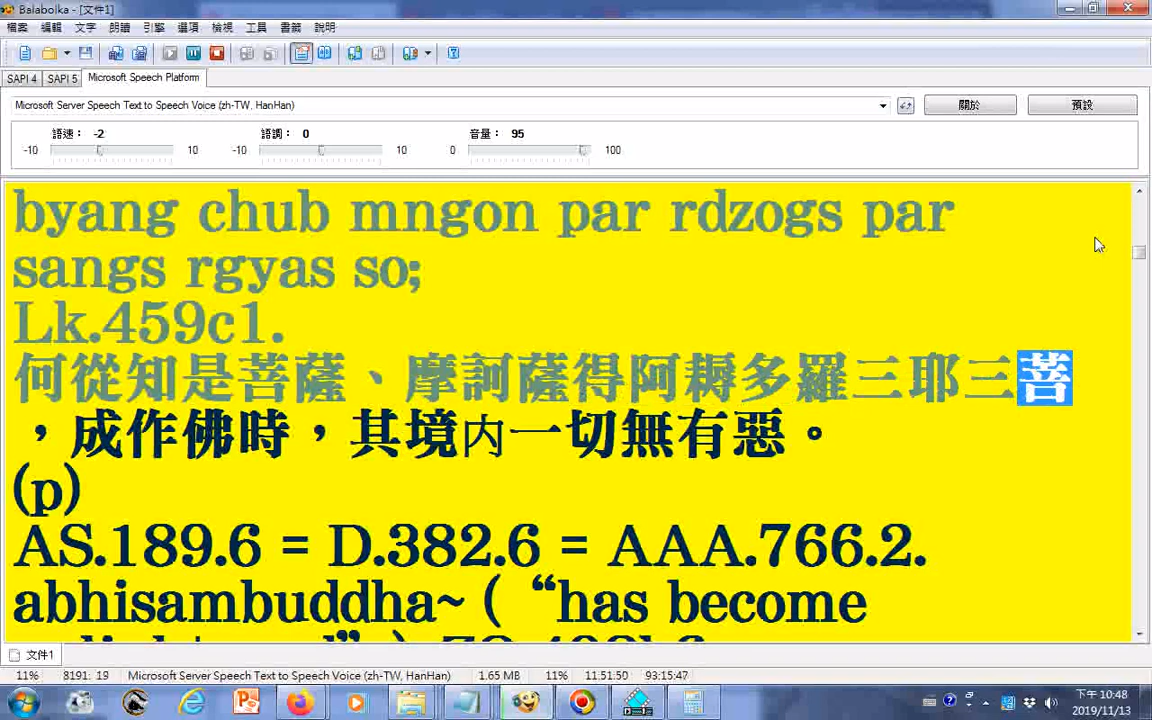 Balabolka - [文件1]
檔案 編輯 文字 朗讀 引擎 選項 檢視 工具 書籤 說明
SAPI 4 SAPI 5 Microsoft Speech Platform
Microsoft Server Speech Text to Speech Voice (zh-TW, HanHan) 關於 預設
語速： -2 語調： 0 音量： 95
-10 10 -10 10 0 100
byang chub mngon par rdzogs par
sangs rgyas so;
Lk.459c1.
何從知是菩薩、摩訶薩得阿耨多羅三耶三菩
，成作佛時，其境内一切無有惡。
(p)
AS.189.6 = D.382.6 = AAA.766.2.
abhisambuddha~ ( “has become
文件1
11% 8191: 19 Microsoft Server Speech Text to Speech Voice (zh-TW, HanHan) 1.65 MB 11% 11:51:50 93:15:47
下午 10:48
2019/11/13